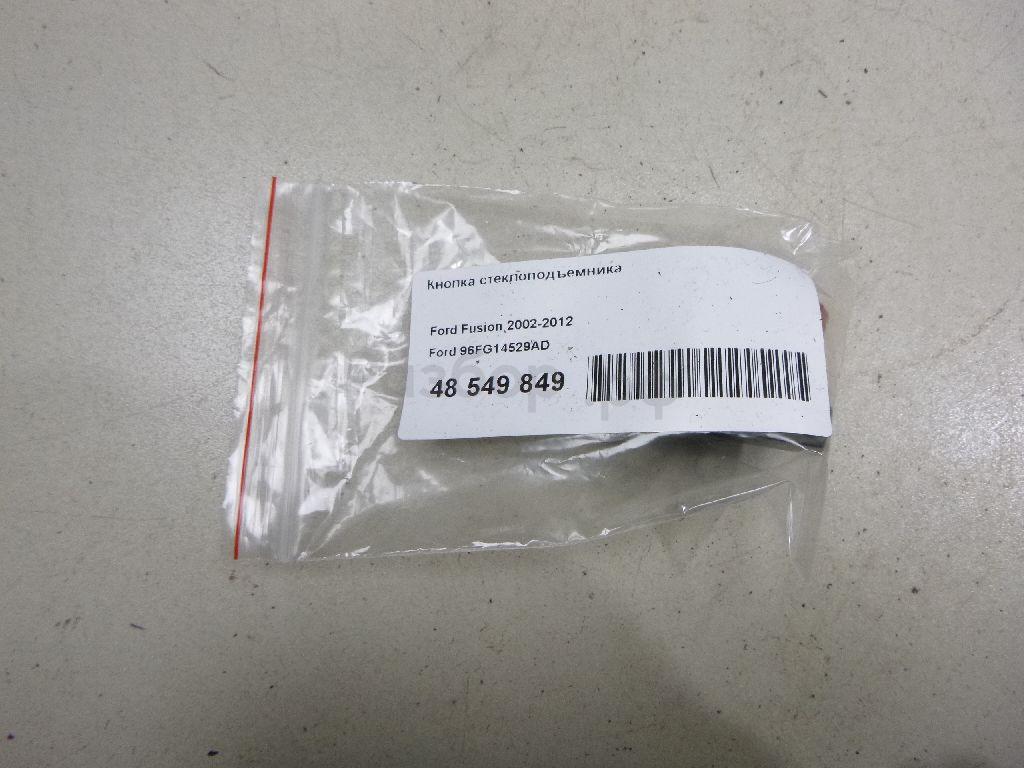 Кнопка стеклоподъемника
Ford Fusion 2002-2012
Ford 96FG14529AD
48 549 849